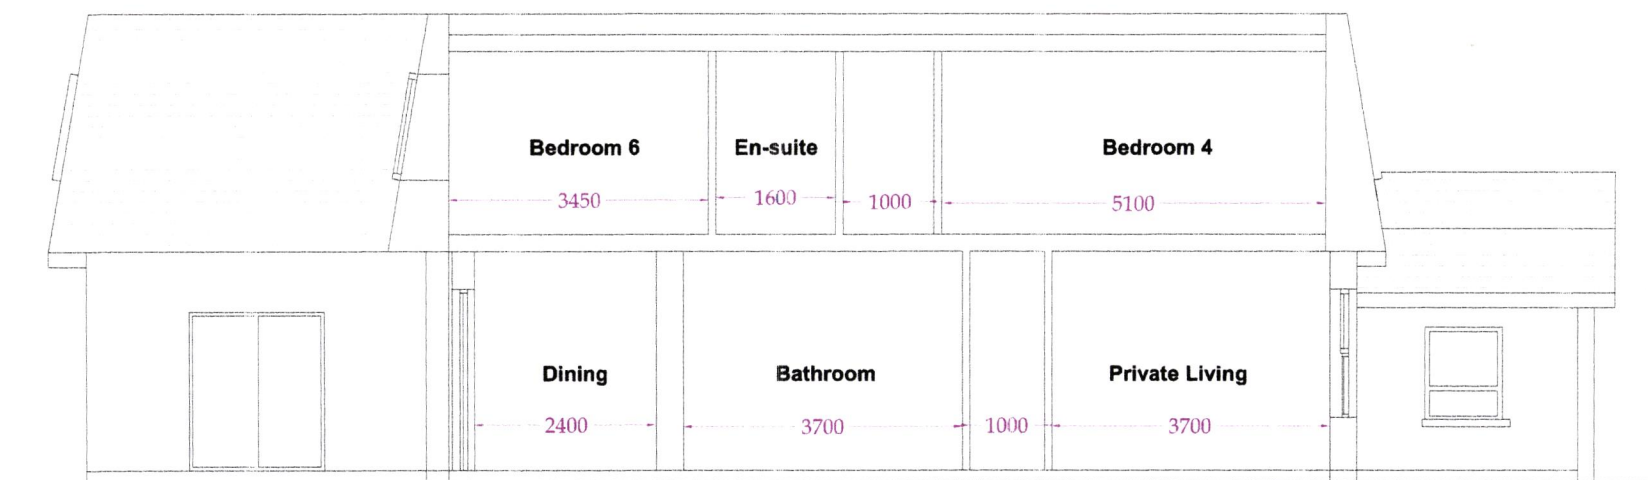 Bedroom 6
En-suite
Bedroom 4
3450
1600
1000
5100
Dining
Bathroom
Private Living
2400
3700
1000
3700